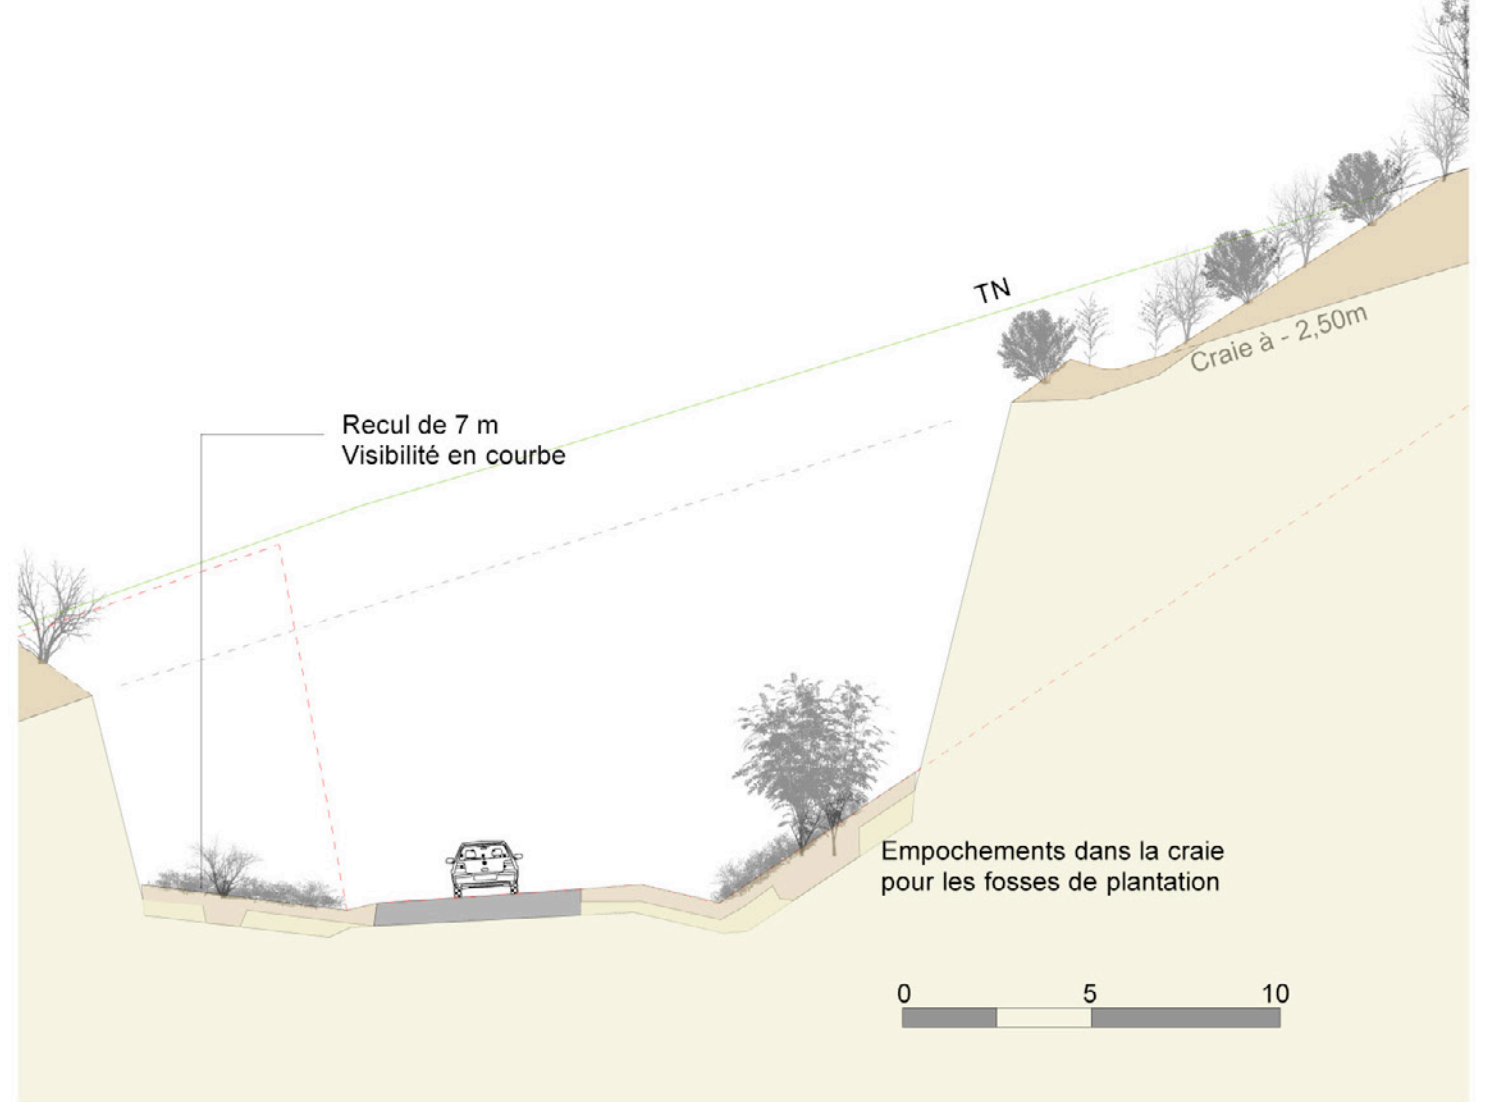 TN
Craie à - 2,50m
Recul de 7 m
Visibilité en courbe
Empochements dans la craie
pour les fosses de plantation
0 5 10